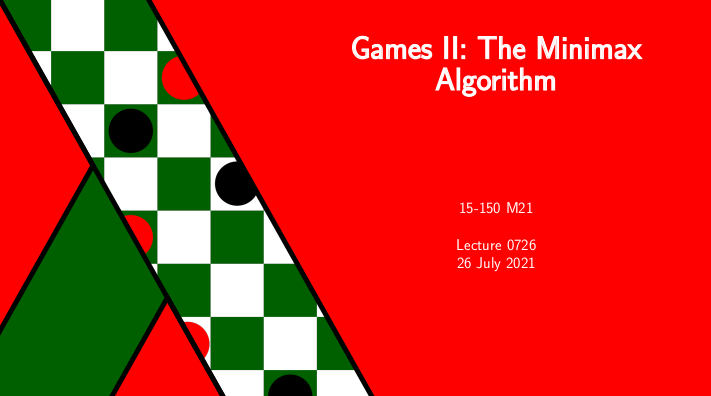 Games II: The Minimax
Algorithm
15-150 M21
Lecture 0726
26 July 2021